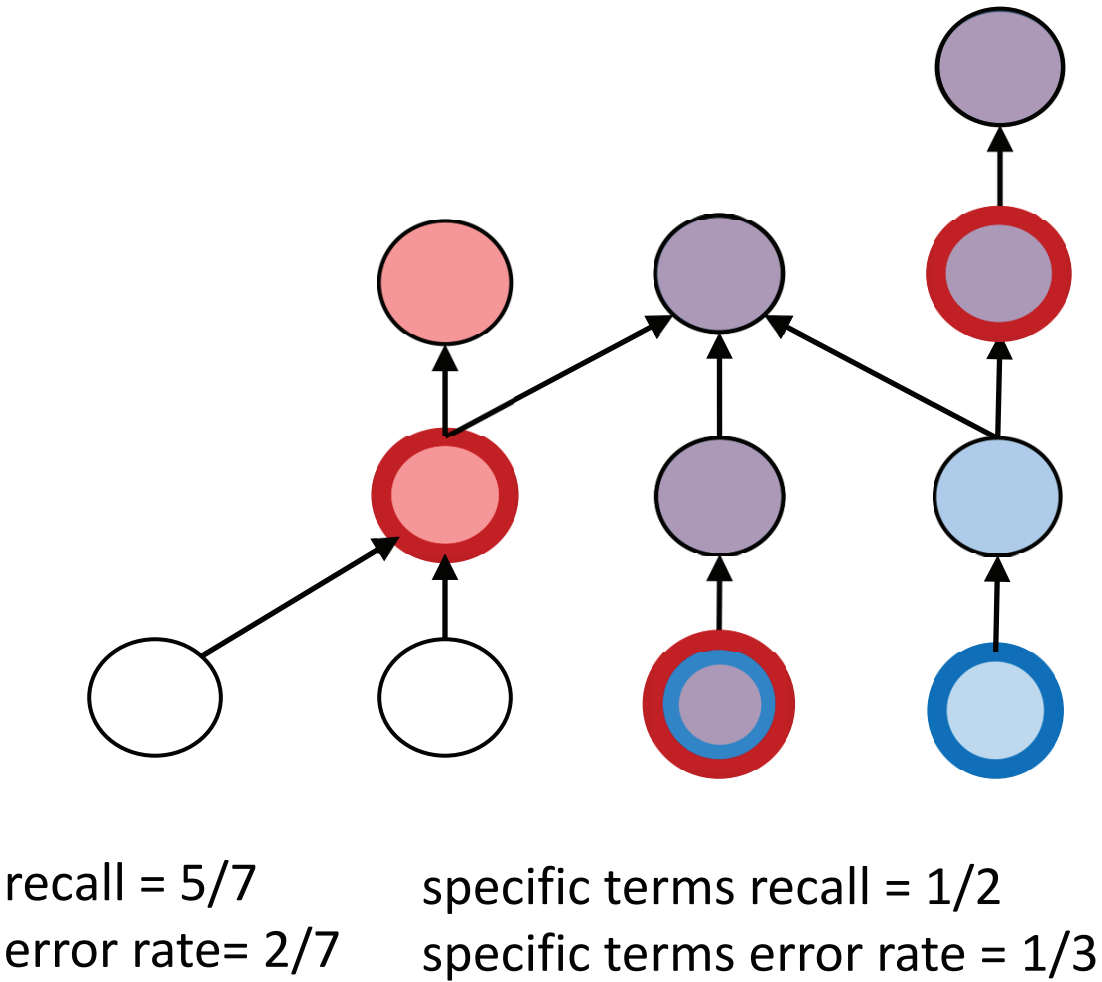 recall = 5/7
error rate= 2/7
specific terms recall = 1/2
specific terms error rate = 1/3